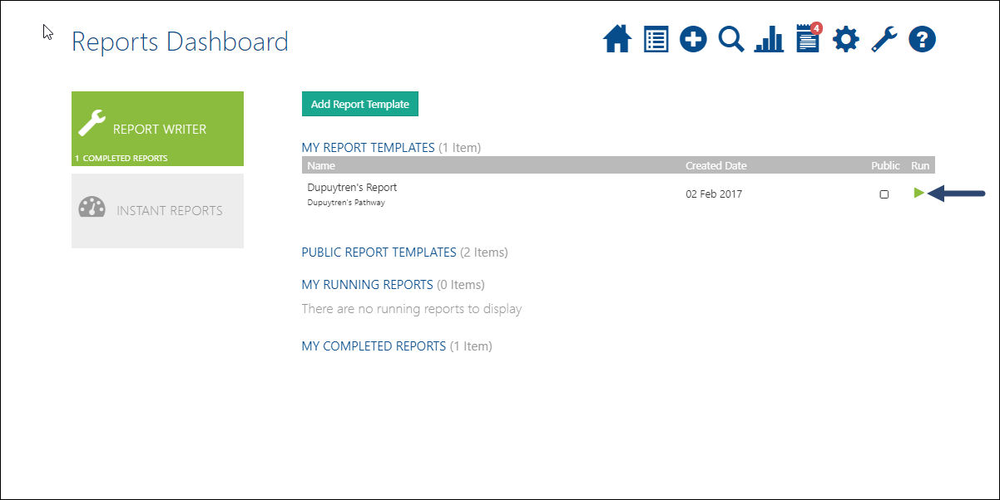 Reports Dashboard
4
?
REPORT WRITER
1 COMPLETED REPORTS
INSTANT REPORTS
Add Report Template
MY REPORT TEMPLATES (1 Item)
Name Created Date Public Run
Dupuytren's Report
Dupuytren's Pathway
02 Feb 2017
PUBLIC REPORT TEMPLATES (2 Items)
MY RUNNING REPORTS (0 Items)
There are no running reports to display
MY COMPLETED REPORTS (1 Item)